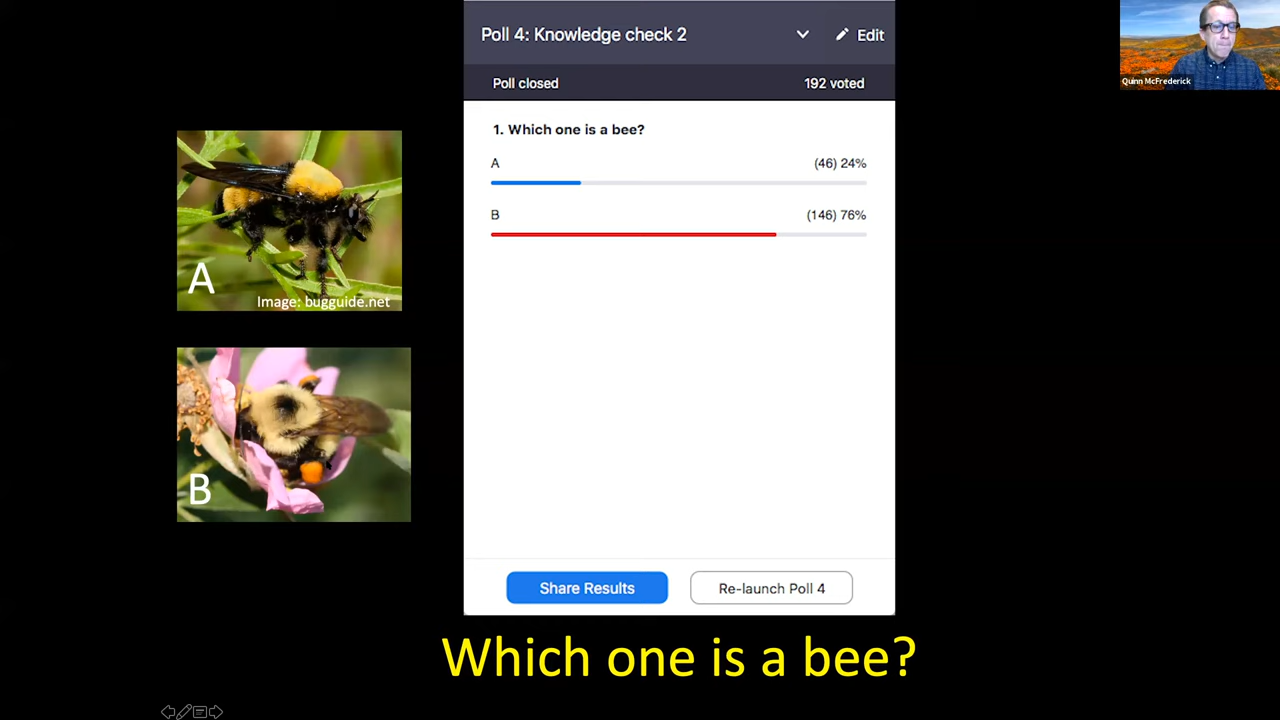 Poll 4: Knowledge check 2
Edit
Poll closed
192 voted
1. Which one is a bee?
A
(46) 24%
B
(146) 76%
Share Results
Re-launch Poll 4
A
Image: bugguide.net
B
Which one is a bee?
Quinn McFrederick